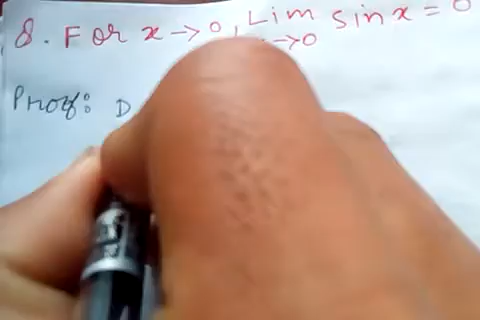 8. For x → 0, Lim sin x = 0
x→0
Proof: D